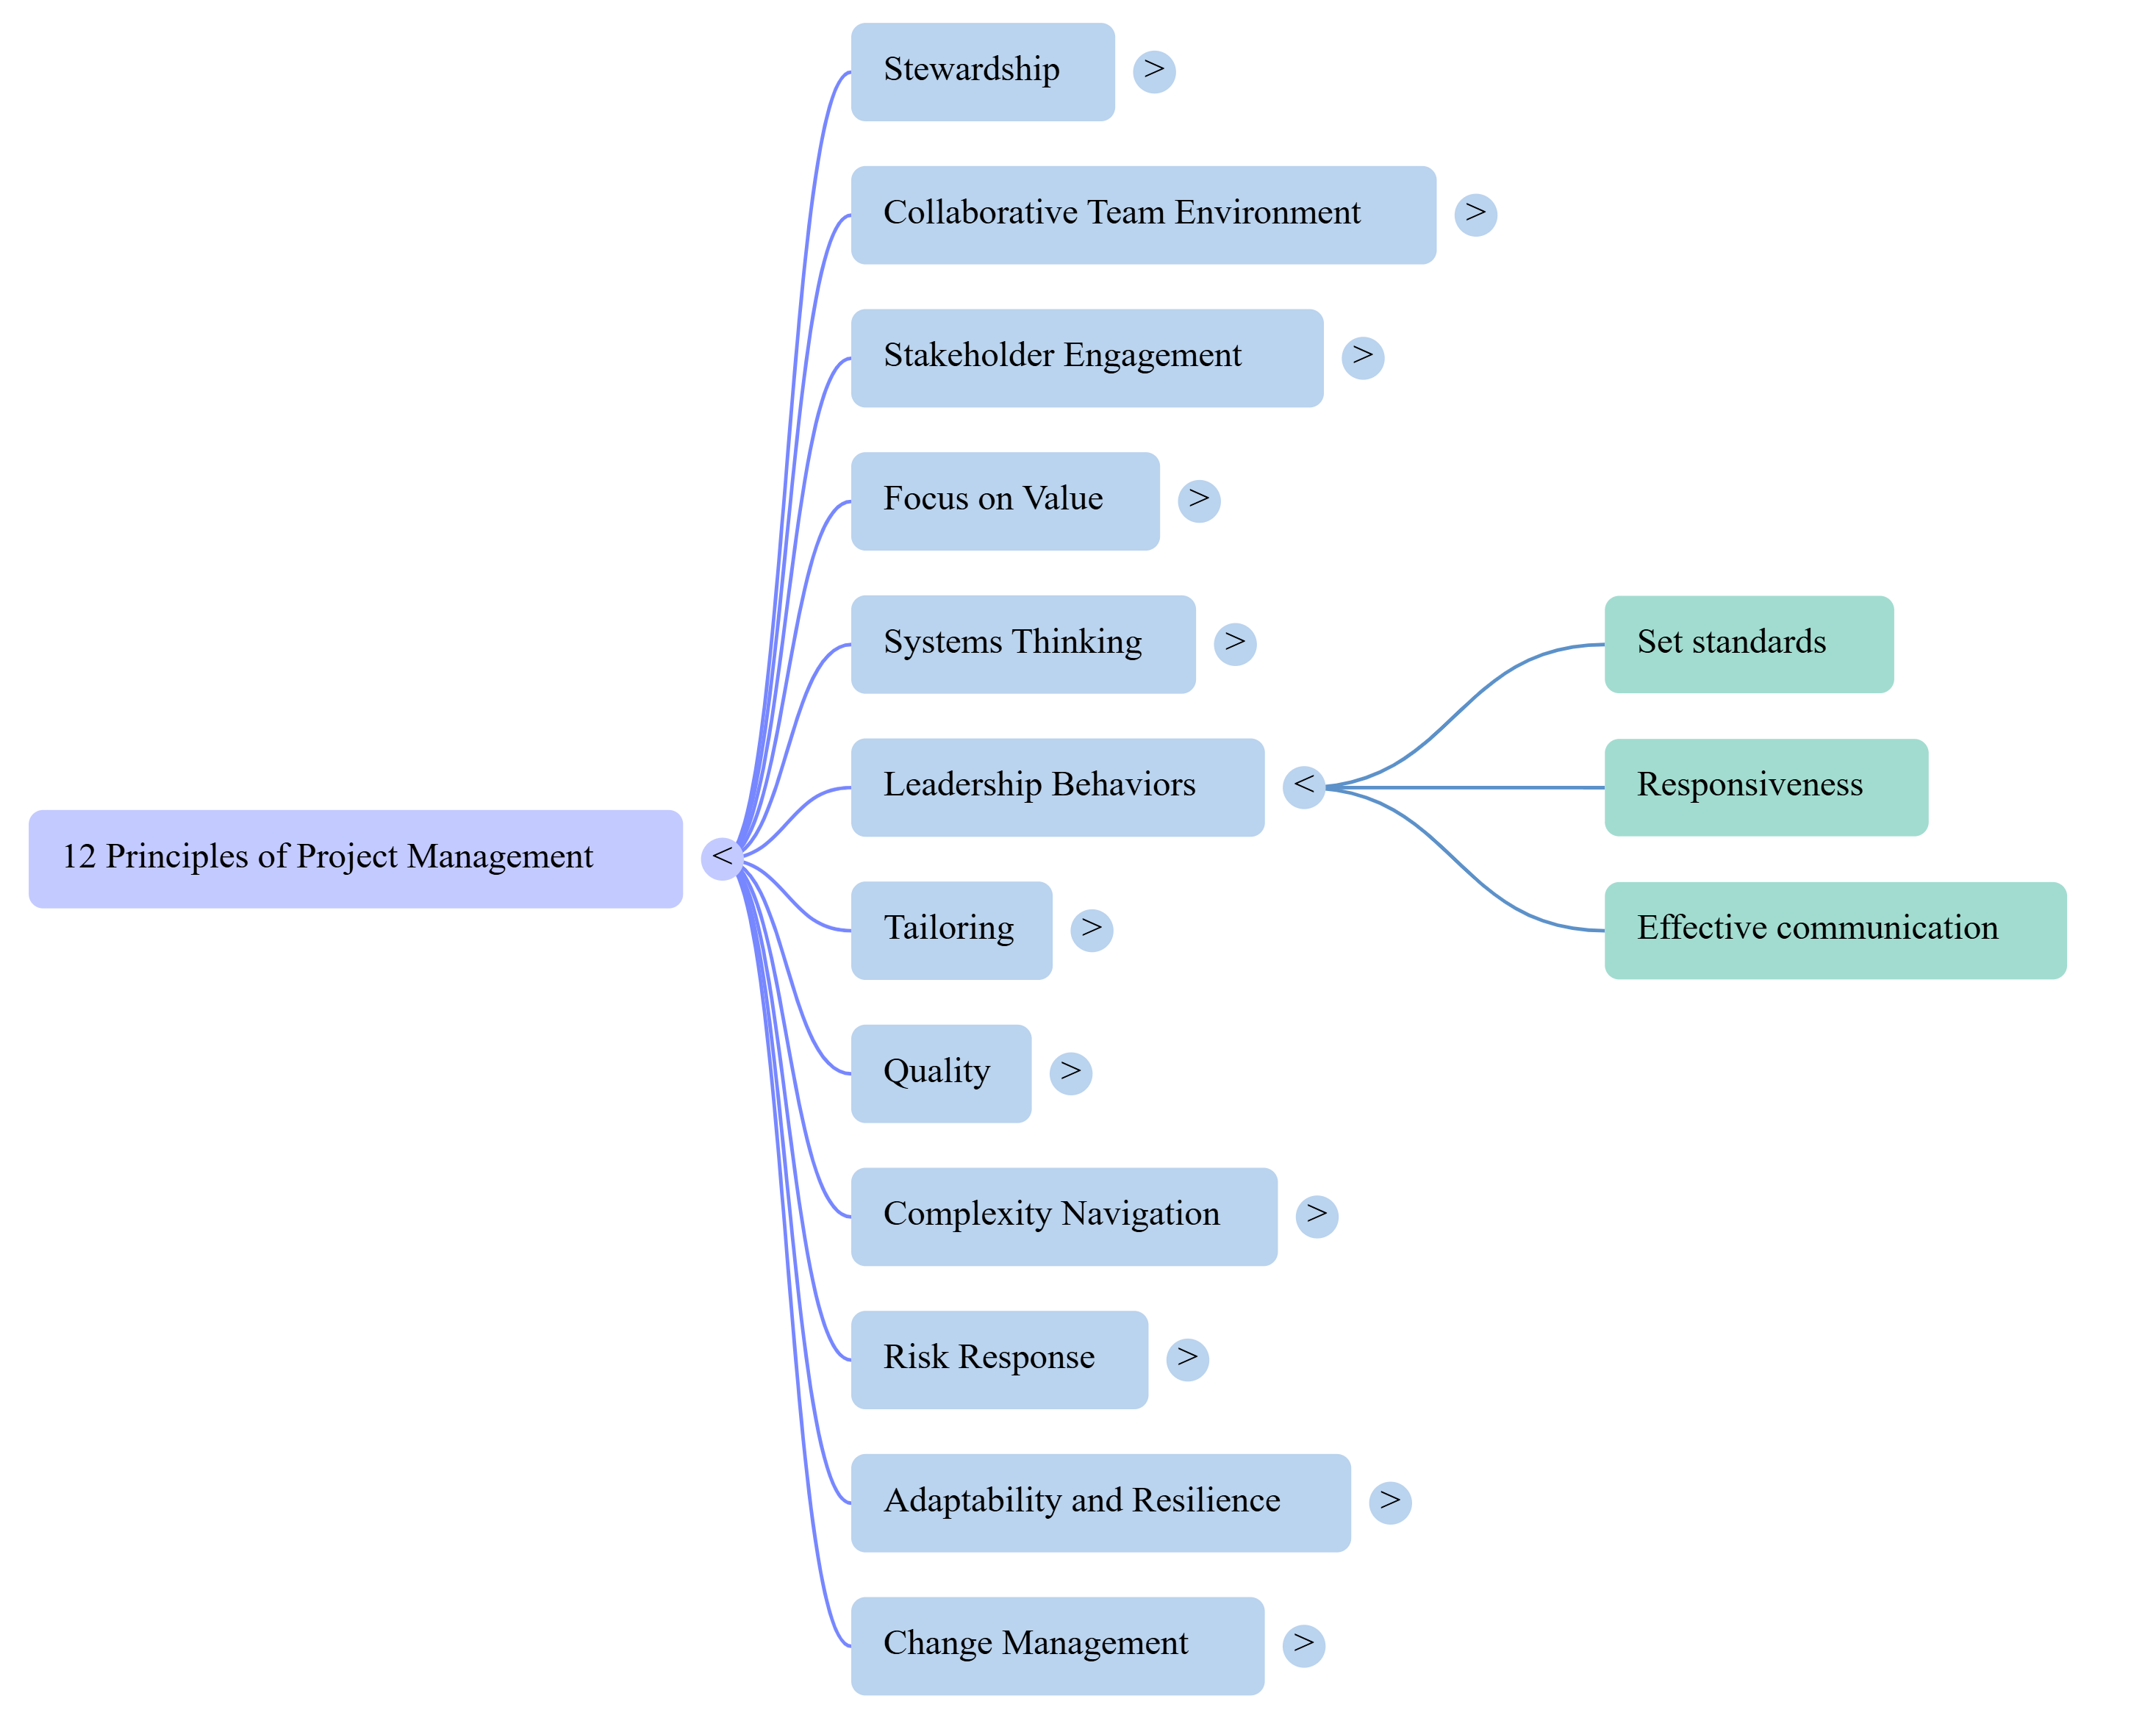 12 Principles of Project Management
<
Stewardship
>
Collaborative Team Environment
>
Stakeholder Engagement
>
Focus on Value
>
Systems Thinking
>
Leadership Behaviors
<
Set standards
Responsiveness
Effective communication
Tailoring
>
Quality
>
Complexity Navigation
>
Risk Response
>
Adaptability and Resilience
>
Change Management
>